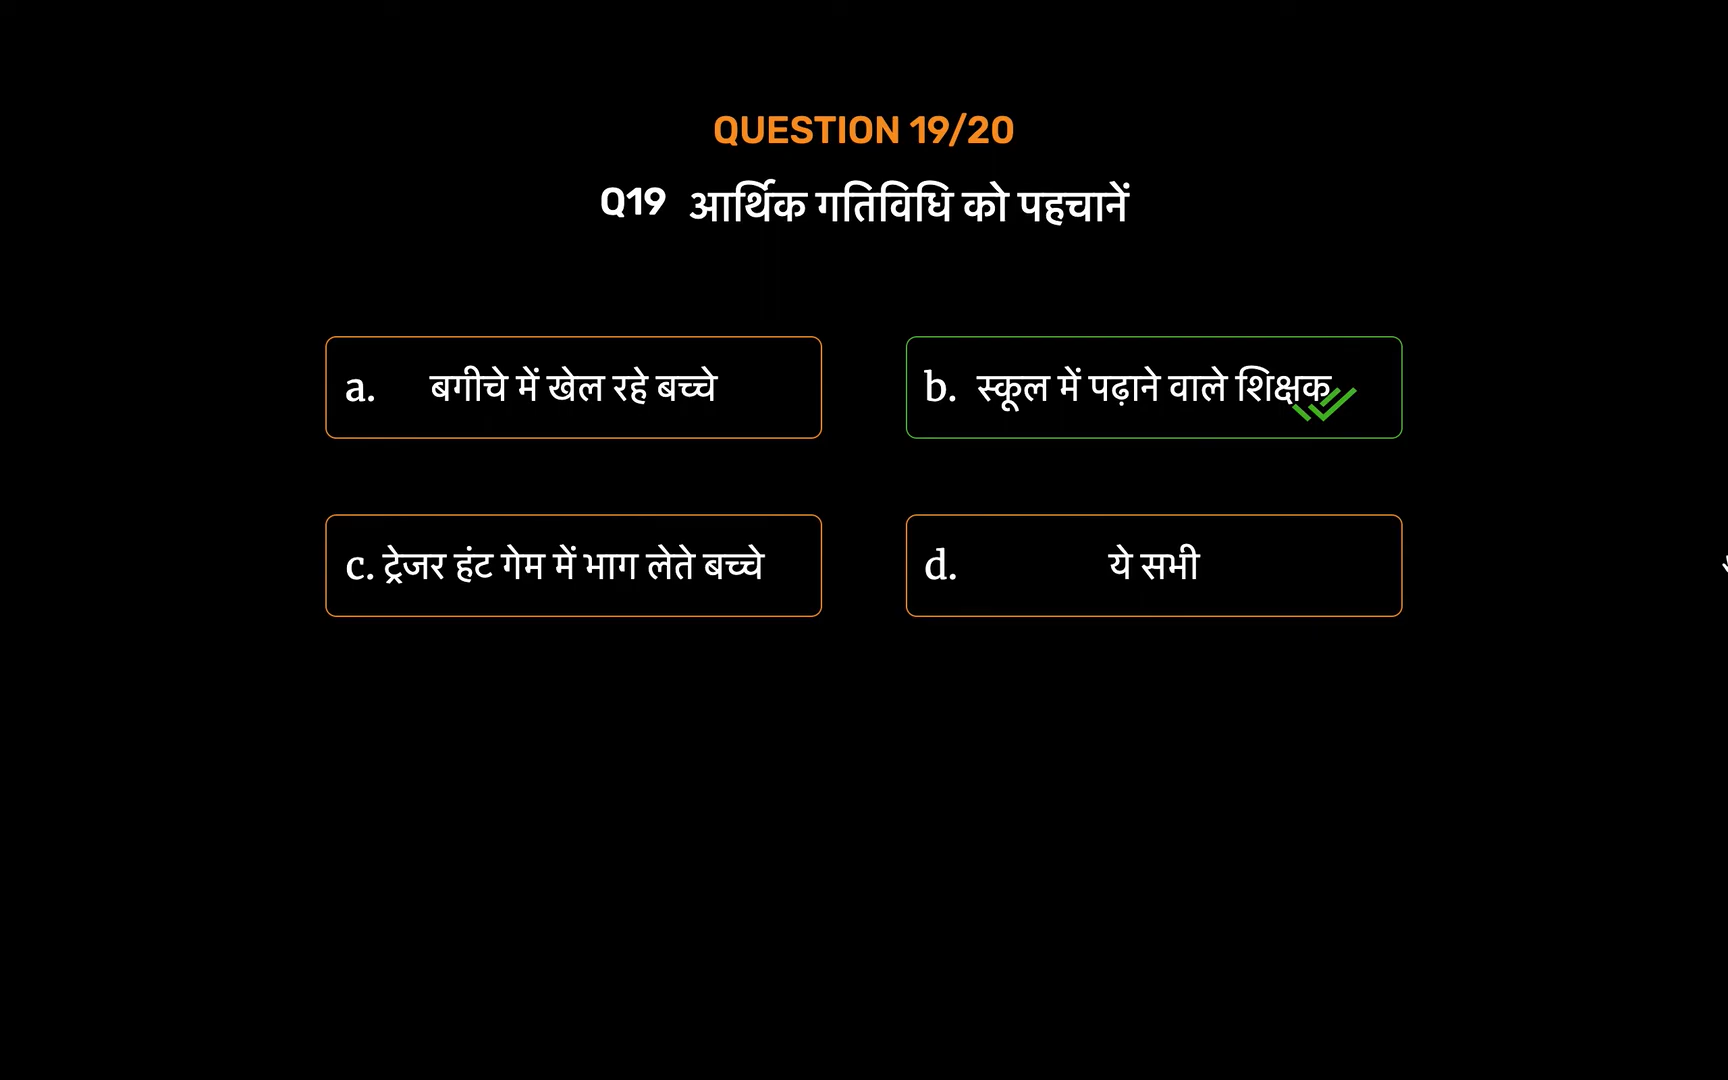 QUESTION 19/20
Q19 आर्थिक गतिविधि को पहचानें
a. बगीचे में खेल रहे बच्चे
b. स्कूल में पढ़ाने वाले शिक्षक
c. ट्रेजर हंट गेम में भाग लेते बच्चे
d. ये सभी